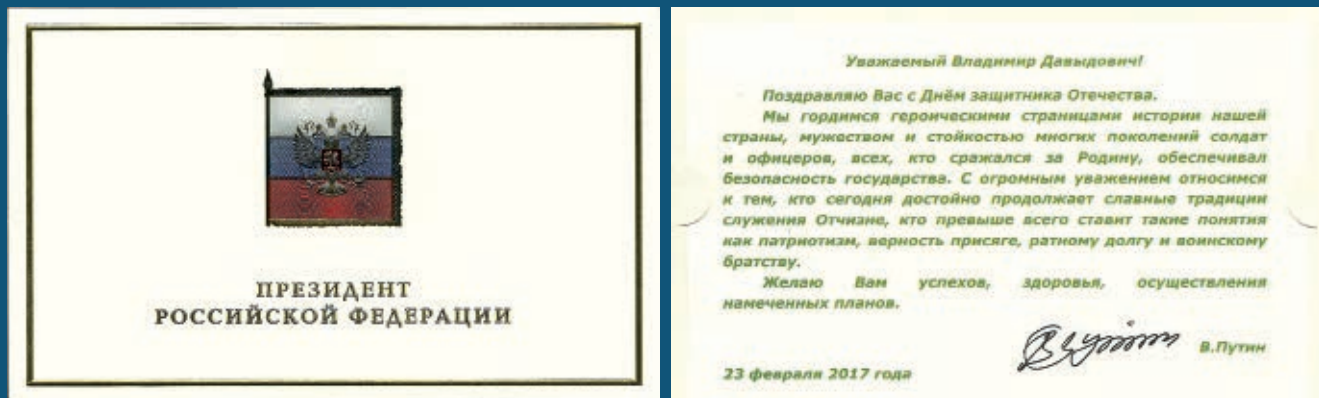 ПРЕЗИДЕНТ
РОССИЙСКОЙ ФЕДЕРАЦИИ
Уважаемый Владимир Давыдович!
Поздравляю Вас с Днём защитника Отечества.
Мы гордимся героическими страницами истории нашей
страны, мужеством и стойкостью многих поколений солдат
и офицеров, всех, кто сражался за Родину, обеспечивал
безопасность государства. С огромным уважением относимся
к тем, кто сегодня достойно продолжает славные традиции
служения Отчизне, кто превыше всего ставит такие понятия
как патриотизм, верность присяге, ратному долгу и воинскому
братству.
Желаю Вам успехов, здоровья, осуществления
намеченных планов.
В.Путин
23 февраля 2017 года